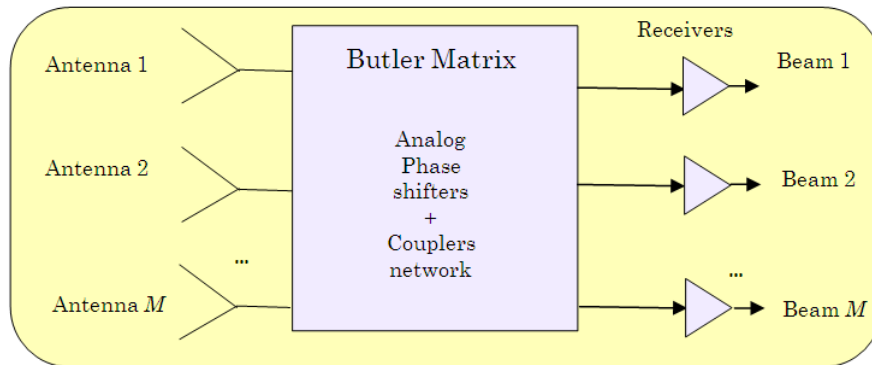 Receivers
Antenna 1
Butler Matrix
Beam 1
Analog
Phase
shifters
+
Couplers
network
Antenna 2
Beam 2
...
...
Antenna M
Beam M